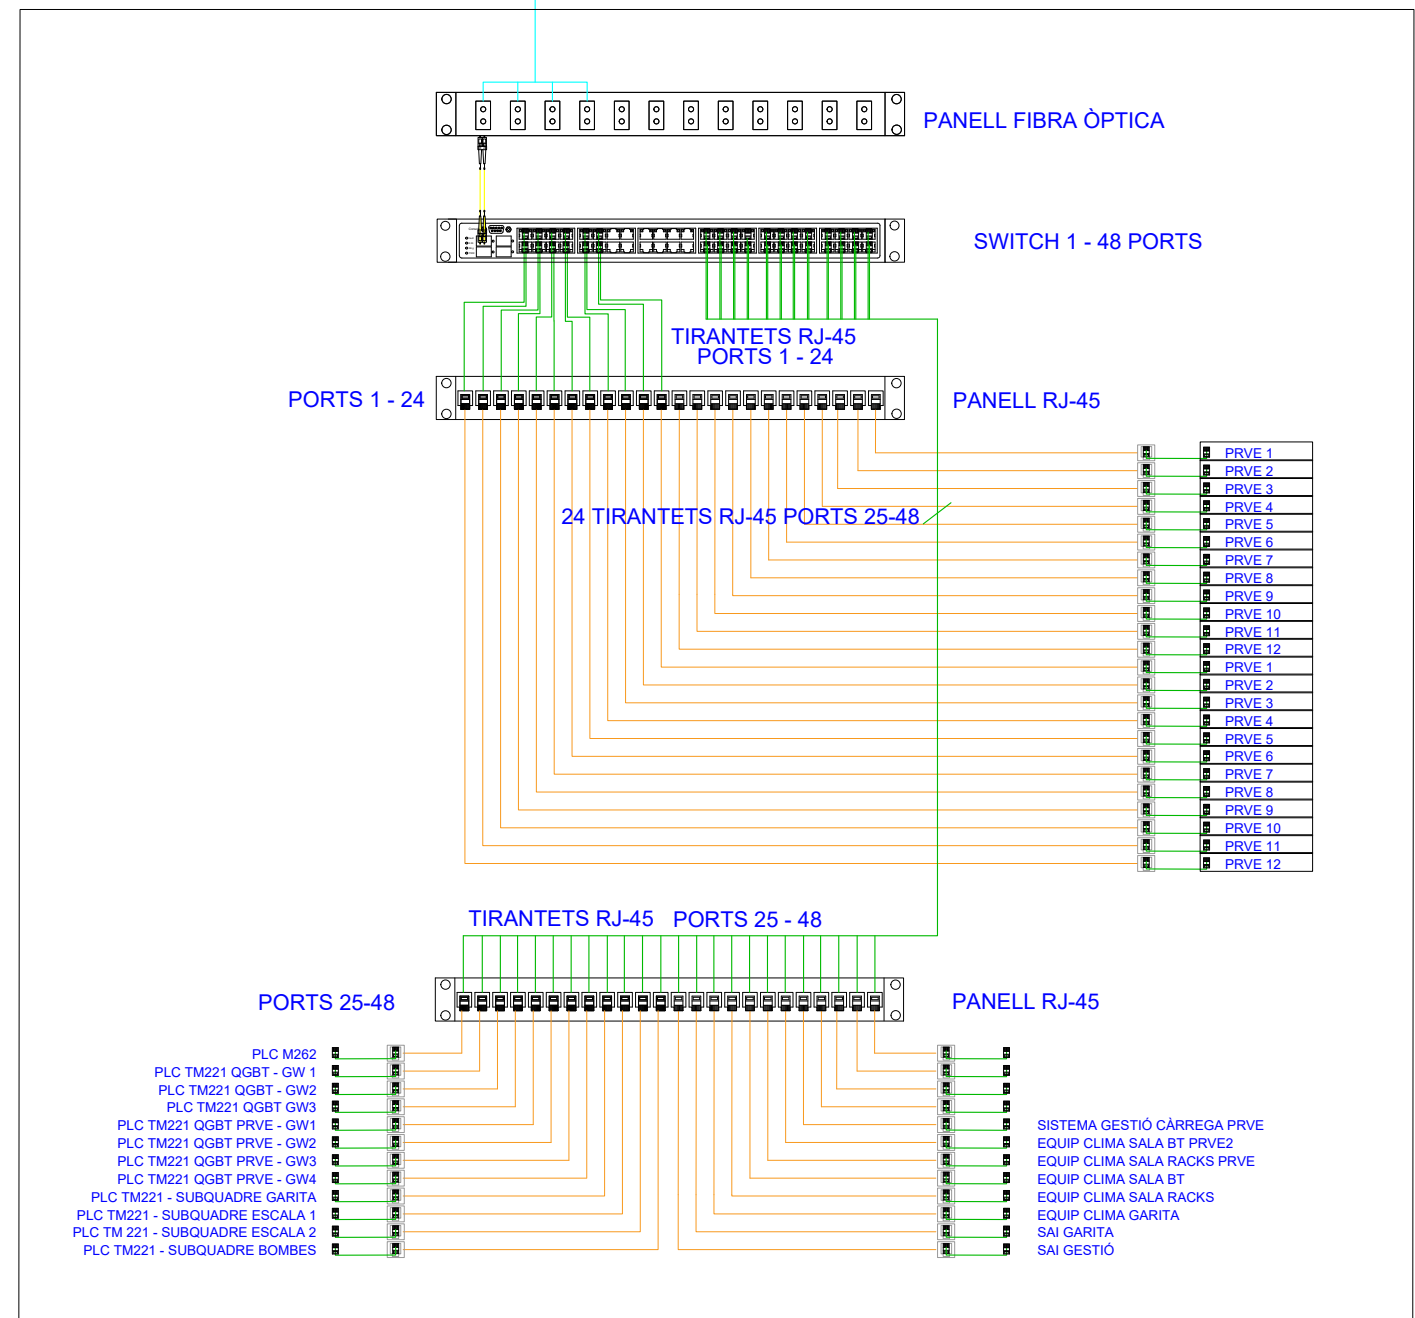 PANELL FIBRA ÒPTICA
SWITCH 1 - 48 PORTS
TIRANTETS RJ-45
PORTS 1 - 24
PORTS 1 - 24
PANELL RJ-45
PRVE 1
PRVE 2
PRVE 3
PRVE 4
24 TIRANTETS RJ-45 PORTS 25-48
PRVE 5
PRVE 6
PRVE 7
PRVE 8
PRVE 9
PRVE 10
PRVE 11
PRVE 12
PRVE 1
PRVE 2
PRVE 3
PRVE 4
PRVE 5
PRVE 6
PRVE 7
PRVE 8
PRVE 9
PRVE 10
PRVE 11
PRVE 12
TIRANTETS RJ-45 PORTS 25 - 48
PORTS 25-48
PANELL RJ-45
PLC M262
PLC TM221 QGBT - GW 1
PLC TM221 QGBT - GW2
PLC TM221 QGBT GW3
PLC TM221 QGBT PRVE - GW1
PLC TM221 QGBT PRVE - GW2
PLC TM221 QGBT PRVE - GW3
PLC TM221 QGBT PRVE - GW4
PLC TM221 - SUBQUADRE GARITA
PLC TM221 - SUBQUADRE ESCALA 1
PLC TM 221 - SUBQUADRE ESCALA 2
PLC TM221 - SUBQUADRE BOMBES
SISTEMA GESTIÓ CÀRREGA PRVE
EQUIP CLIMA SALA BT PRVE2
EQUIP CLIMA SALA RACKS PRVE
EQUIP CLIMA SALA BT
EQUIP CLIMA SALA RACKS
EQUIP CLIMA GARITA
SAI GARITA
SAI GESTIÓ